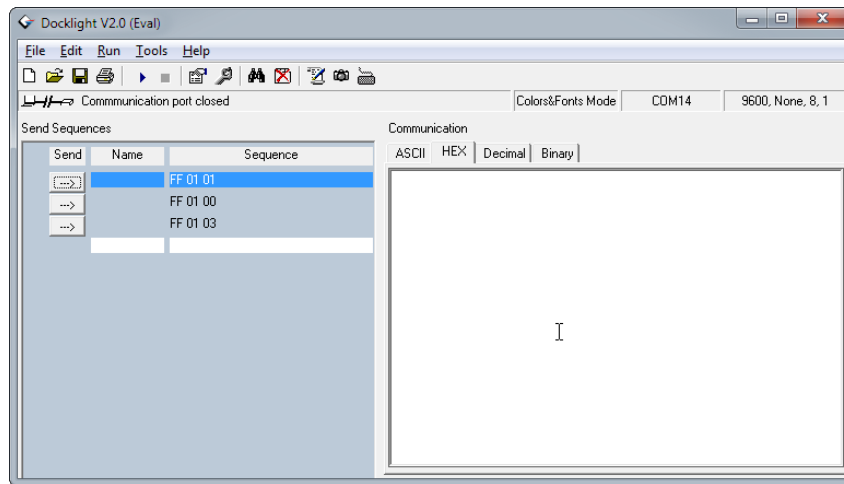 Docklight V2.0 (Eval)
File Edit Run Tools Help
Commmunication port closed Colors&Fonts Mode COM14 9600, None, 8, 1
Send Sequences
Send Name Sequence
---> FF 01 01
---> FF 01 00
---> FF 01 03
Communication
ASCII HEX Decimal Binary